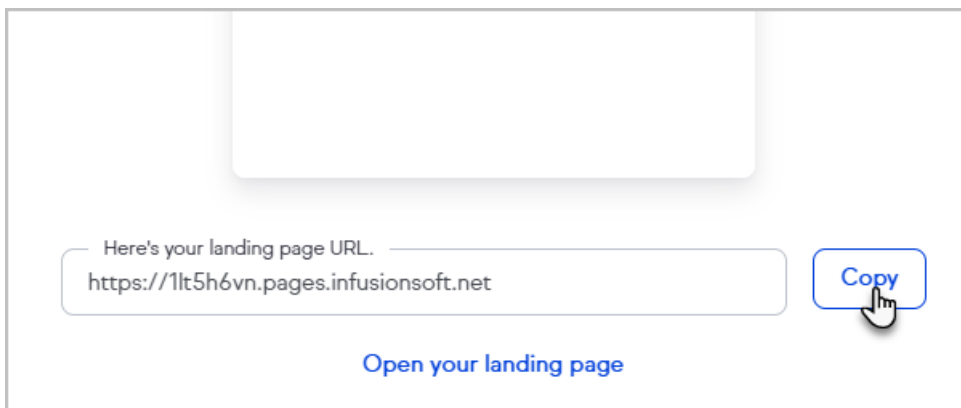 Here's your landing page URL.
https://1lt5h6vn.pages.infusionsoft.net
Copy
Open your landing page